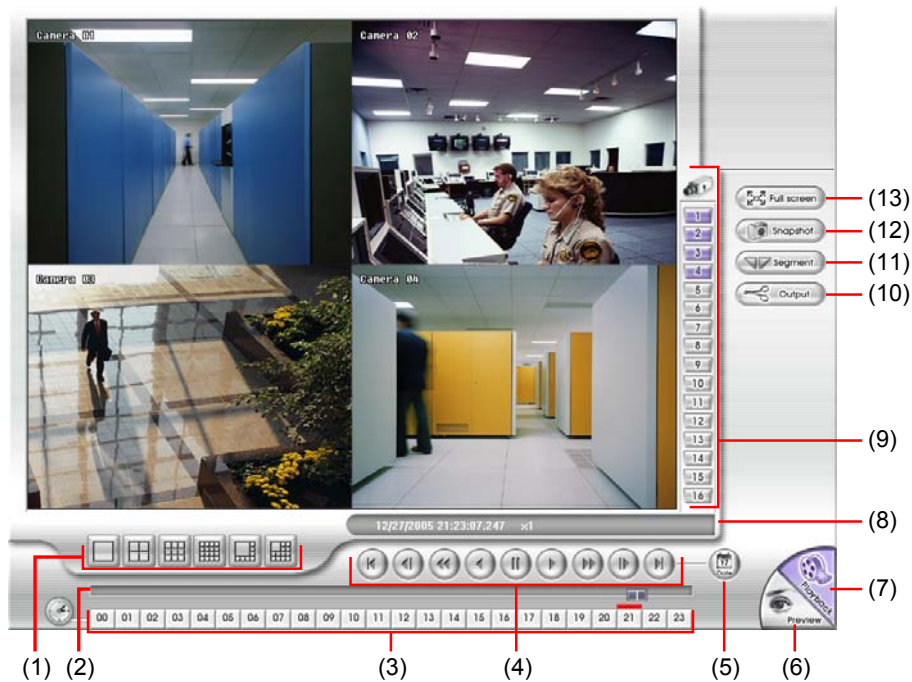 Camera 01
Camera 02
Camera 03
Camera 04
1
2
3
4
5
6
7
8
9
10
11
12
13
14
15
16
Full screen
Snapshot
Segment
Output
(13)
(12)
(11)
(10)
(9)
(8)
12/27/2005 21:23:07.247 x1
17
Date
Playback
Preview
(7)
00 01 02 03 04 05 06 07 08 09 10 11 12 13 14 15 16 17 18 19 20 21 22 23
(1) (2) (3) (4) (5) (6)